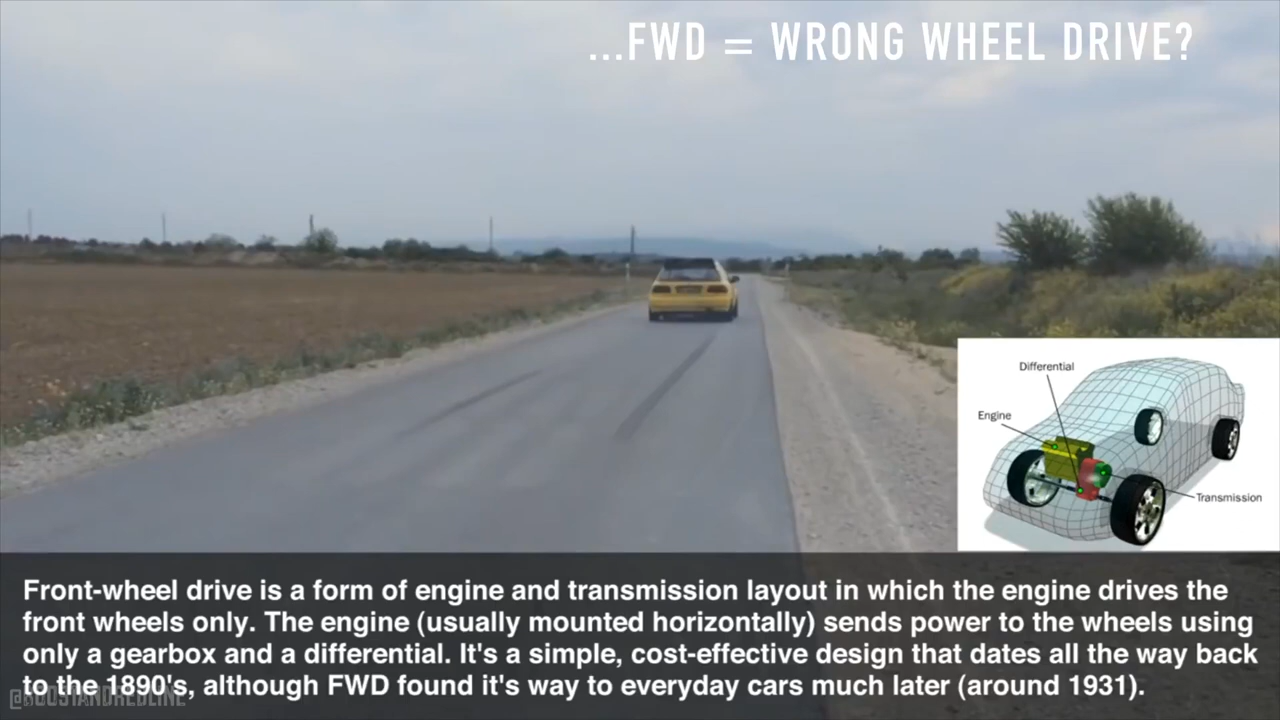 ...FWD = WRONG WHEEL DRIVE?
Differential
Engine
Transmission
Front-wheel drive is a form of engine and transmission layout in which the engine drives the
front wheels only. The engine (usually mounted horizontally) sends power to the wheels using
only a gearbox and a differential. It's a simple, cost-effective design that dates all the way back
to the 1890's, although FWD found it's way to everyday cars much later (around 1931).
@BOOSTANDREDLINE